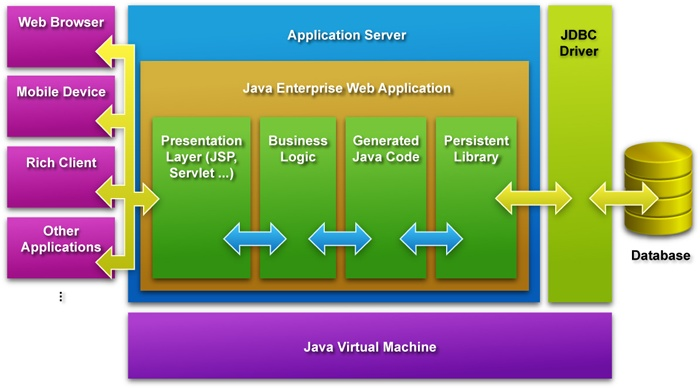 Web Browser
Mobile Device
Rich Client
Other
Applications
Application Server
Java Enterprise Web Application
Presentation
Layer (JSP,
Servlet ...)
Business
Logic
Generated
Java Code
Persistent
Library
JDBC
Driver
Database
Java Virtual Machine